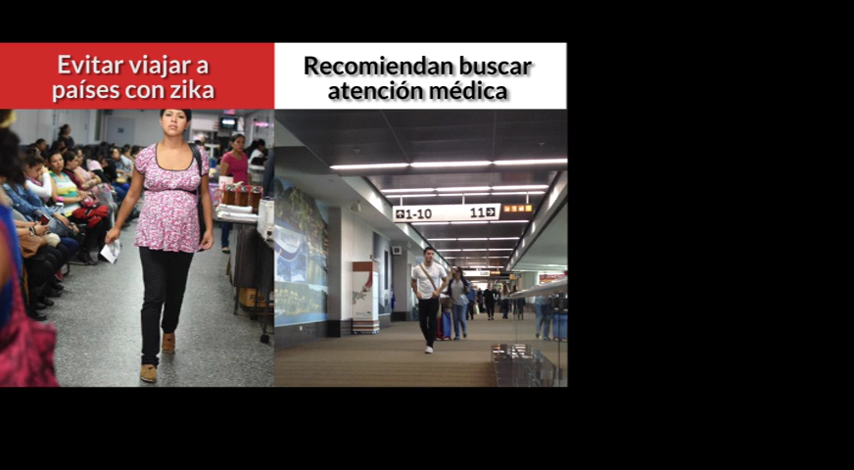 Evitar viajar a
países con zika
Recomiendan buscar
atención médica
1-10
11